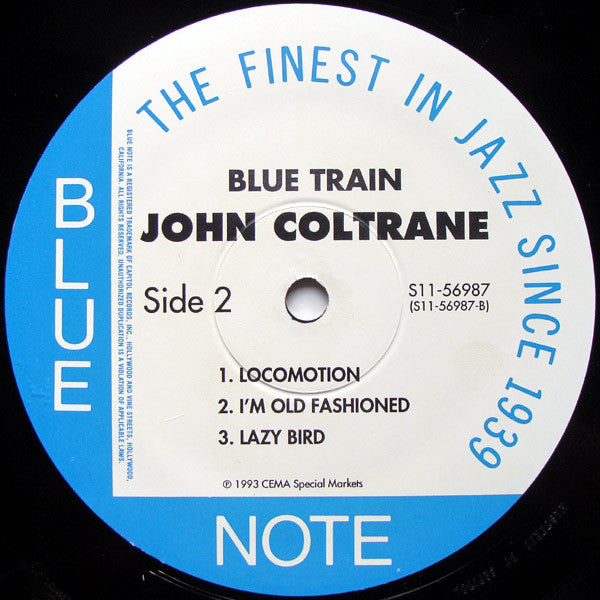 THE FINEST IN JAZZ SINCE 1939
BLUE
BLUE NOTE IS A REGISTERED TRADEMARK OF CAPITOL RECORDS, INC., HOLLYWOOD AND VINE STREETS, HOLLYWOOD,
CALIFORNIA. ALL RIGHTS RESERVED. UNAUTHORIZED DUPLICATION IS A VIOLATION OF APPLICABLE LAWS.
BLUE TRAIN
JOHN COLTRANE
Side 2
S11-56987
(S11-56987-B)
1. LOCOMOTION
2. I'M OLD FASHIONED
3. LAZY BIRD
℗ 1993 CEMA Special Markets
NOTE